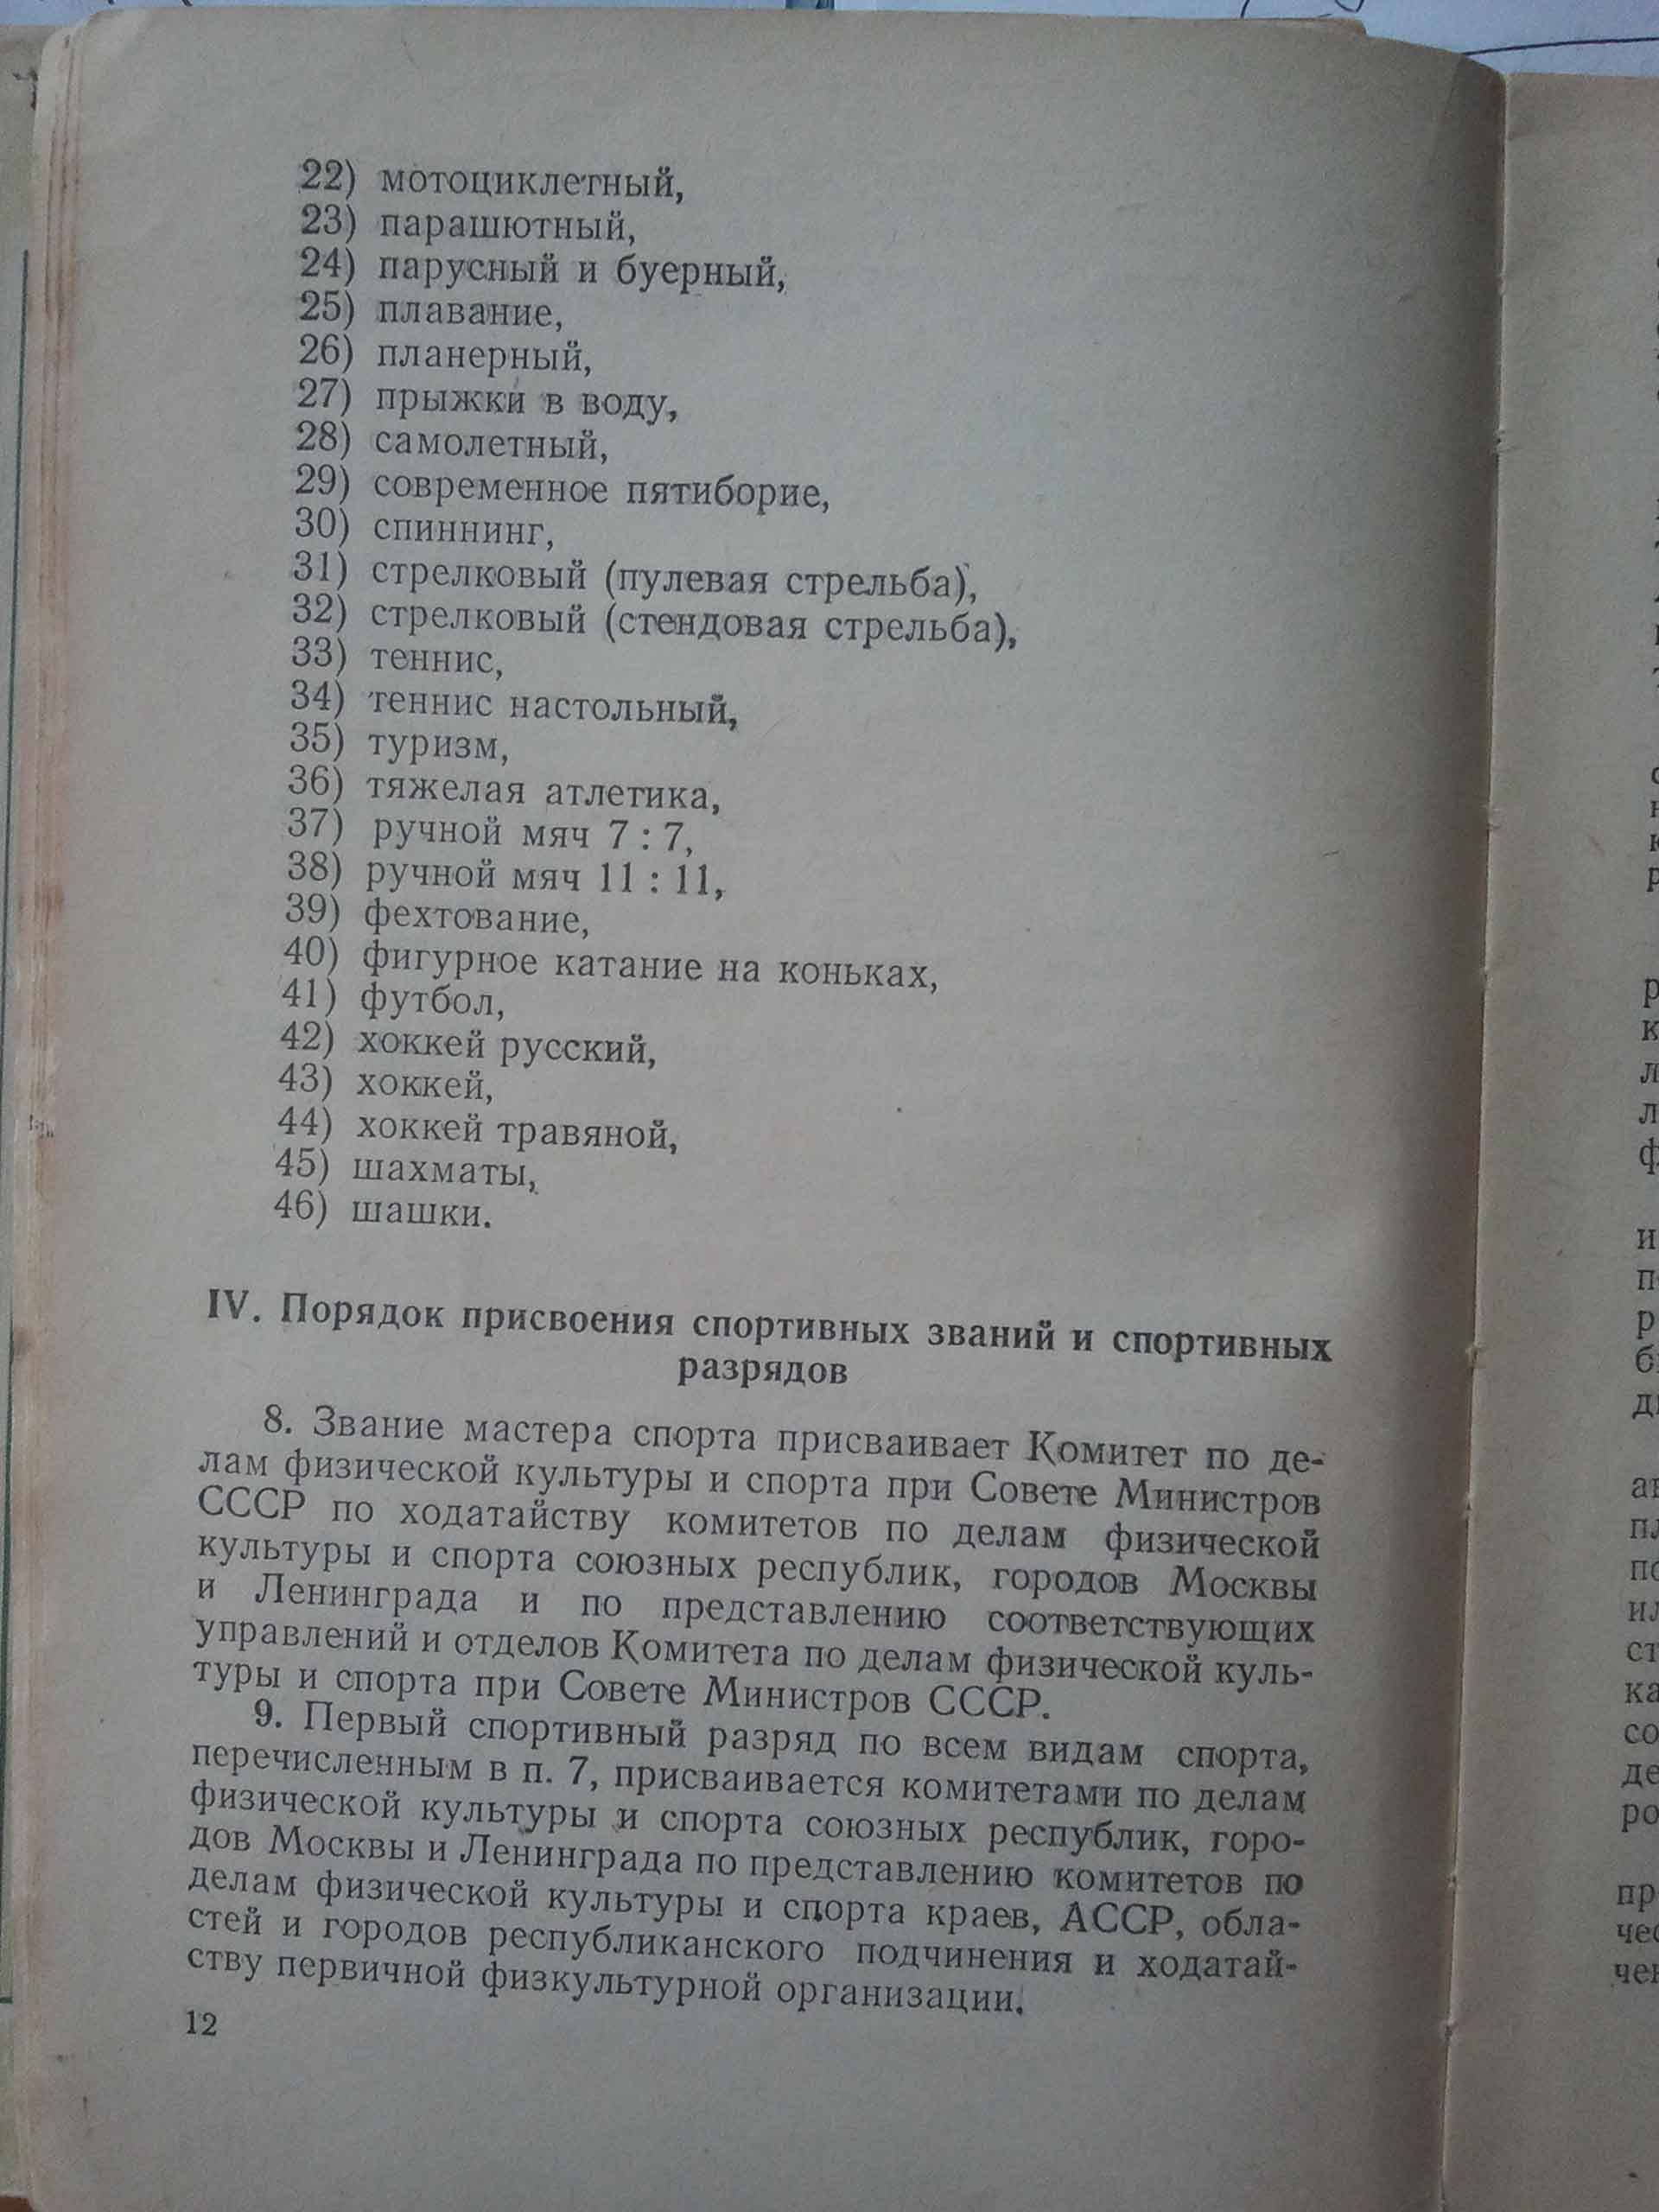 22) мотоциклетный,
23) парашютный,
24) парусный и буерный,
25) плавание,
26) планерный,
27) прыжки в воду,
28) самолетный,
29) современное пятиборие,
30) спиннинг,
31) стрелковый (пулевая стрельба),
32) стрелковый (стендовая стрельба),
33) теннис,
34) теннис настольный,
35) туризм,
36) тяжелая атлетика,
37) ручной мяч 7 : 7,
38) ручной мяч 11 : 11,
39) фехтование,
40) фигурное катание на коньках,
41) футбол,
42) хоккей русский,
43) хоккей,
44) хоккей травяной,
45) шахматы,
46) шашки.
IV. Порядок присвоения спортивных званий и спортивных
разрядов
8. Звание мастера спорта присваивает Комитет по де-
лам физической культуры и спорта при Совете Министров
СССР по ходатайству комитетов по делам физической
культуры и спорта союзных республик, городов Москвы
и Ленинграда и по представлению соответствующих
управлений и отделов Комитета по делам физической куль-
туры и спорта при Совете Министров СССР.
9. Первый спортивный разряд по всем видам спорта,
перечисленным в п. 7, присваивается комитетами по делам
физической культуры и спорта союзных республик, горо-
дов Москвы и Ленинграда по представлению комитетов по
делам физической культуры и спорта краев, АССР, обла-
стей и городов республиканского подчинения и ходатай-
ству первичной физкультурной организации.
12